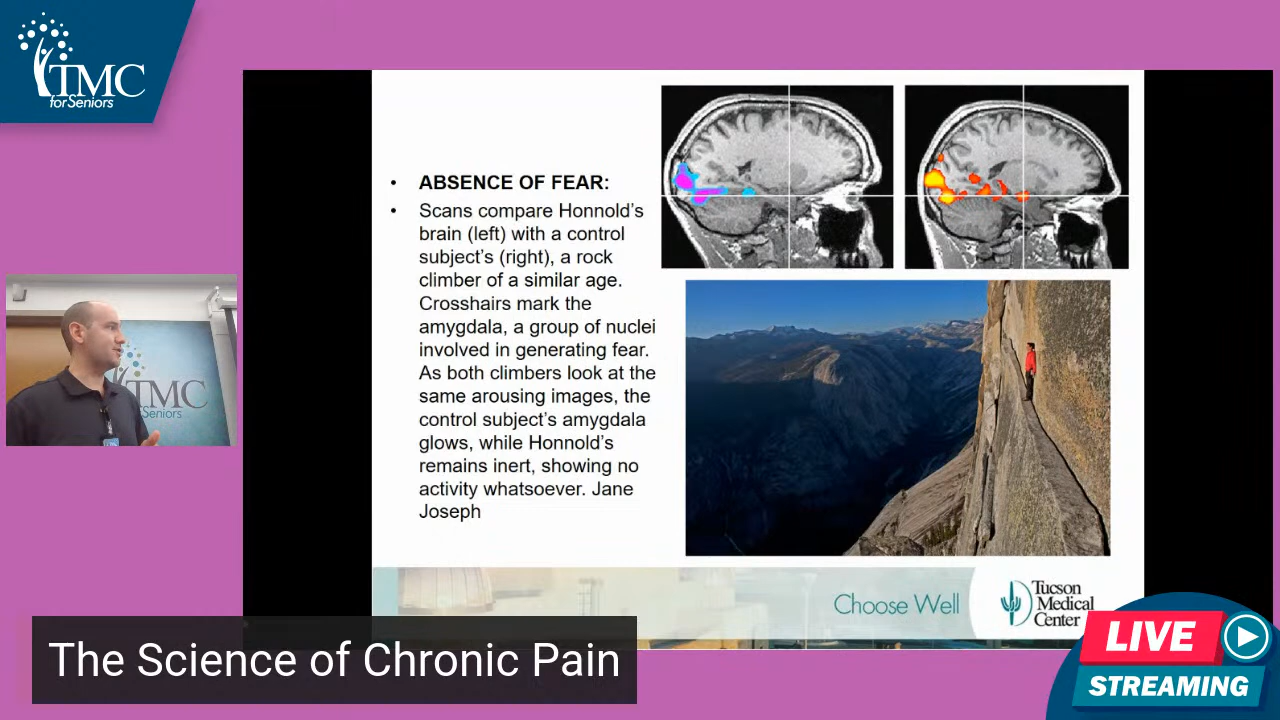 TMC
for Seniors
• ABSENCE OF FEAR:
• Scans compare Honnold's
brain (left) with a control
subject's (right), a rock
climber of a similar age.
Crosshairs mark the
amygdala, a group of nuclei
involved in generating fear.
As both climbers look at the
same arousing images, the
control subject's amygdala
glows, while Honnold's
remains inert, showing no
activity whatsoever. Jane
Joseph
TMC
Seniors
Choose Well
Tucson
Medical
Center
The Science of Chronic Pain
LIVE
STREAMING